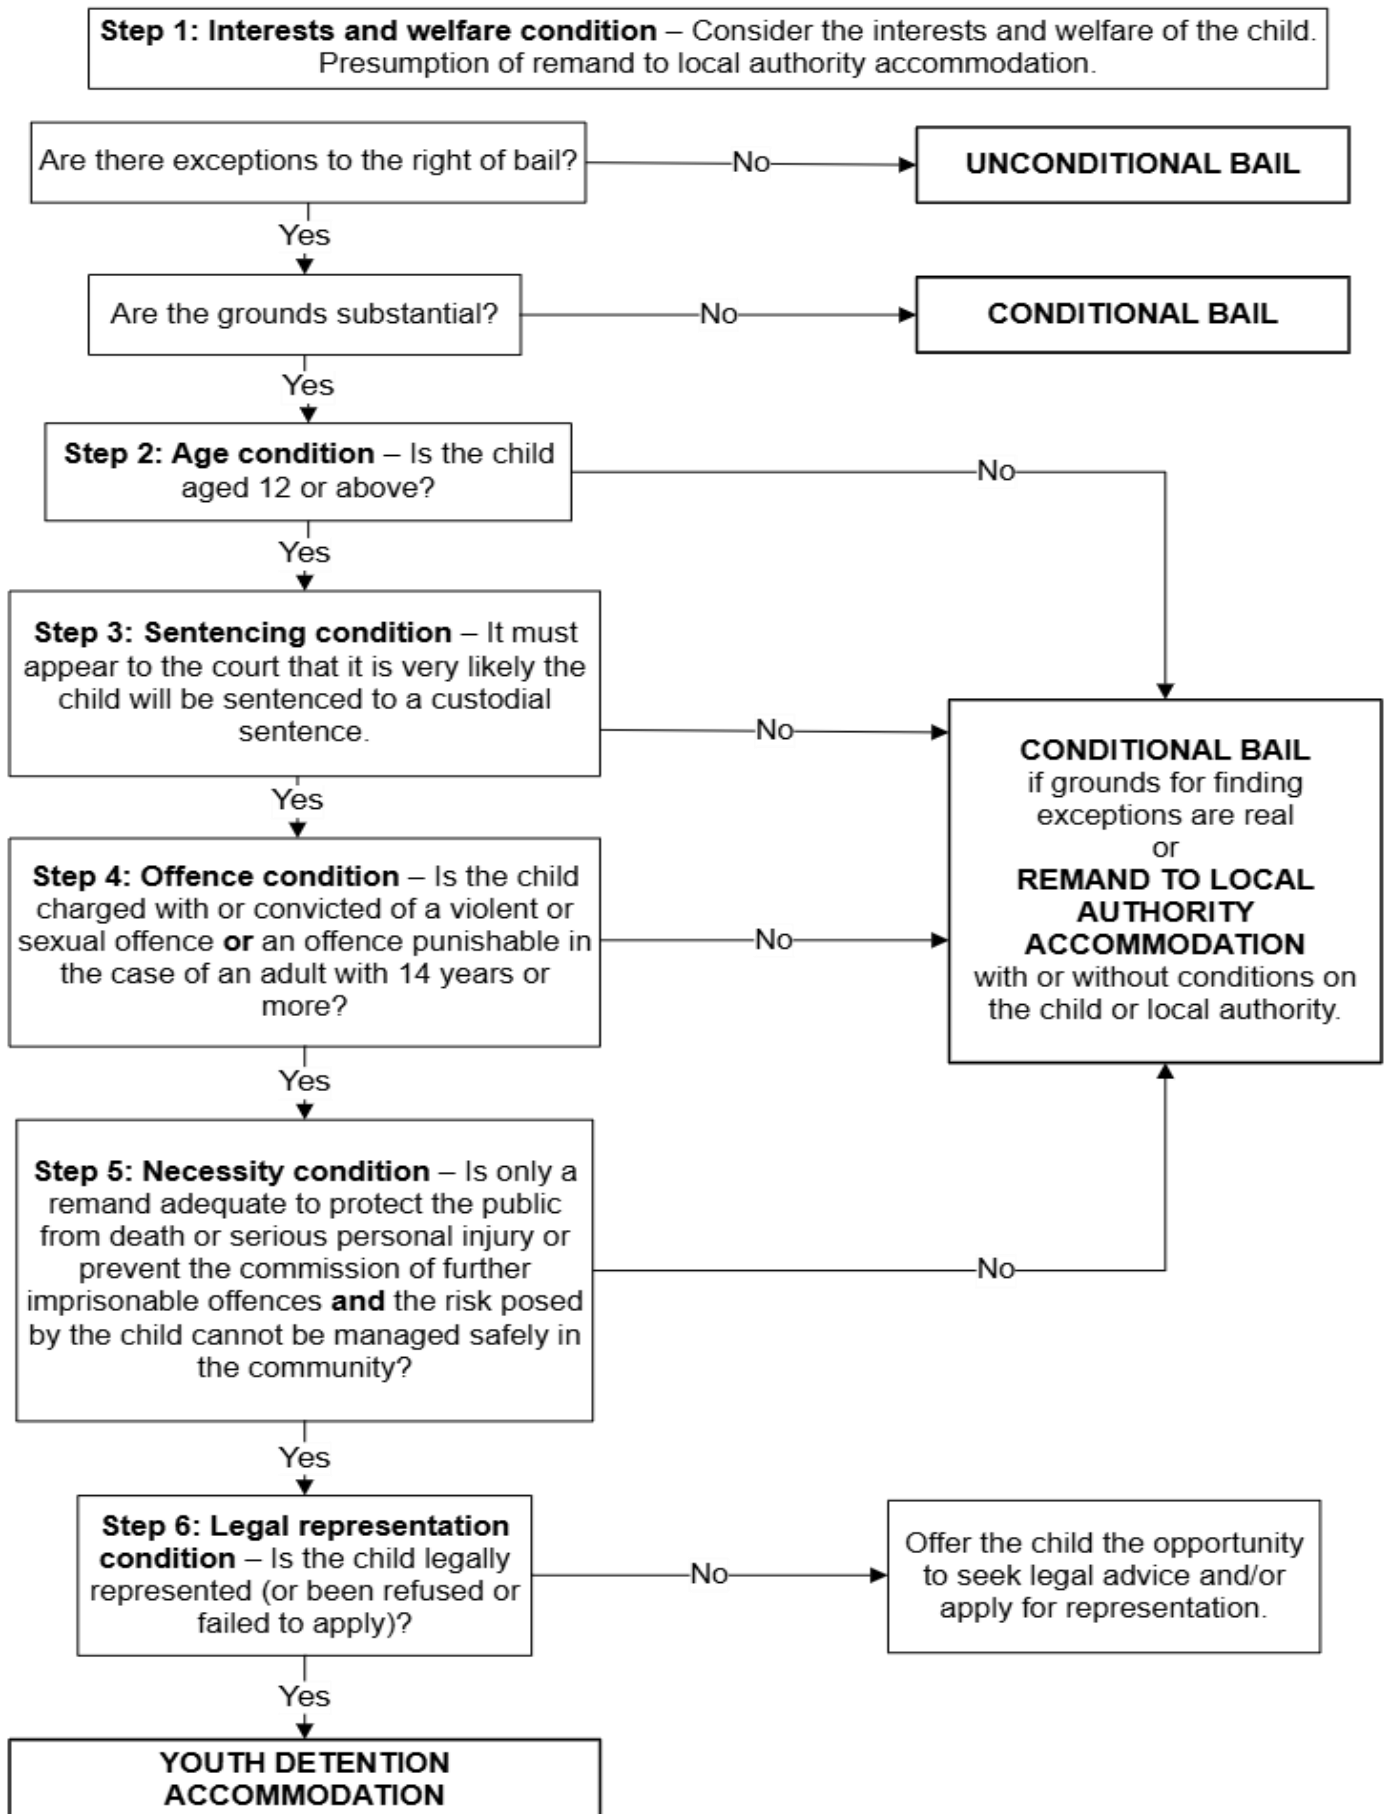 Step 1: Interests and welfare condition – Consider the interests and welfare of the child.
Presumption of remand to local authority accommodation.
Are there exceptions to the right of bail?
No
UNCONDITIONAL BAIL
Yes
Are the grounds substantial?
No
CONDITIONAL BAIL
Yes
Step 2: Age condition – Is the child
aged 12 or above?
No
Yes
Step 3: Sentencing condition – It must
appear to the court that it is very likely the
child will be sentenced to a custodial
sentence.
No
Yes
Step 4: Offence condition – Is the child
charged with or convicted of a violent or
sexual offence or an offence punishable in
the case of an adult with 14 years or
more?
No
CONDITIONAL BAIL
if grounds for finding
exceptions are real
or
REMAND TO LOCAL
AUTHORITY
ACCOMMODATION
with or without conditions on
the child or local authority.
Yes
Step 5: Necessity condition – Is only a
remand adequate to protect the public
from death or serious personal injury or
prevent the commission of further
imprisonable offences and the risk posed
by the child cannot be managed safely in
the community?
No
Yes
Step 6: Legal representation
condition – Is the child legally
represented (or been refused or
failed to apply)?
No
Offer the child the opportunity
to seek legal advice and/or
apply for representation.
Yes
YOUTH DETENTION
ACCOMMODATION